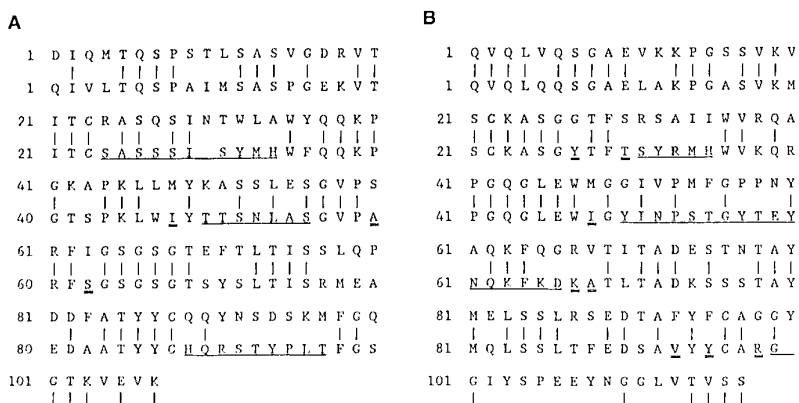 A
1 D I Q M T Q S P S T L S A S V G D R V T
1 Q I V L T Q S P A I M S A S P G E K V T
21 I T C R A S Q S I N T W L A W Y Q Q K P
21 I T C S A S S S I S Y M H W F Q Q K P
41 G K A P K L L M Y K A S S L E S G V P S
40 G T S P K L W I Y T T S N L A S G V P A
61 R F I G S G S G T E F T L T I S S L Q P
60 R F S G S G S G T S Y S L T I S R M E A
81 D D F A T Y Y C Q Q Y N S D S K M F G Q
80 E D A A T Y Y C H Q R S T Y P L T F G S
101 G T K V E V K
B
1 Q V Q L V Q S G A E V K K P G S S V K V
1 Q V Q L Q Q S G A E L A K P G A S V K M
21 S C K A S G G T F S R S A I I W V R Q A
21 S C K A S G Y T F T S Y R M H W V K Q R
41 P G Q G L E W M G G I V P M F G P P N Y
41 P G Q G L E W I G Y I N P S T G Y T E Y
61 A Q K F Q G R V T I T A D E S T N T A Y
61 N Q K F K D K A T L T A D K S S S T A Y
81 M E L S S L R S E D T A F Y F C A G G Y
81 M Q L S S L T F E D S A V Y Y C A R G
101 G I Y S P E E Y N G G L V T V S S